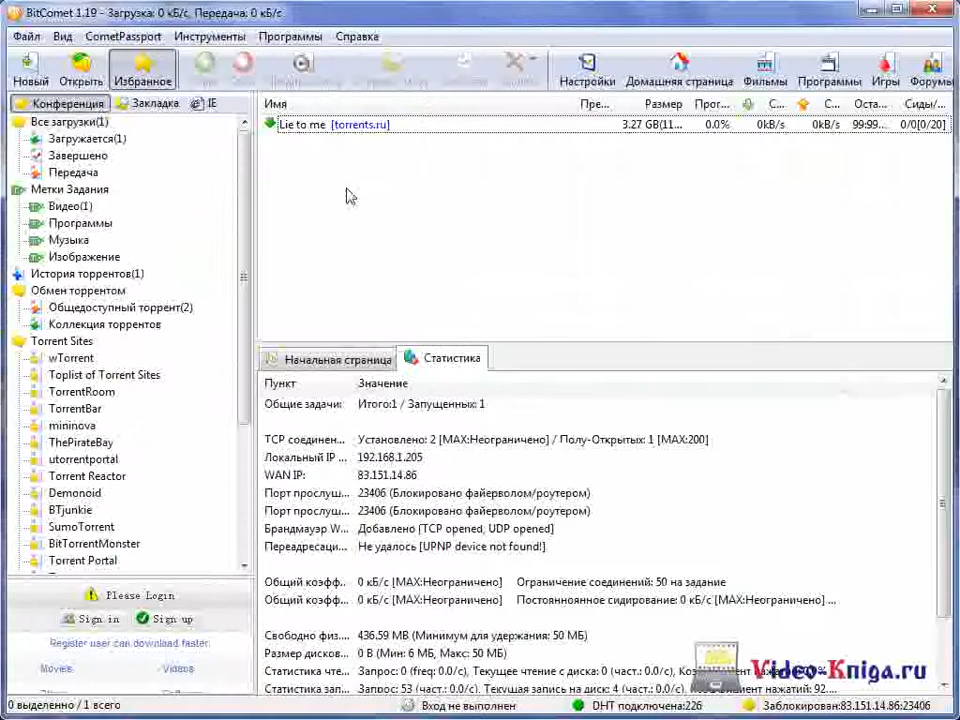 BitComet 1.19 - Загрузка: 0 кБ/с, Передача: 0 кБ/с
Файл Вид CometPassport Инструменты Программы Справка
Новый Открыть Избранное Настройки Домашняя страница Фильмы Программы Игры Форумы
Конференция Закладка IE
Имя Пре... Размер Прог... С... С... Оста... Сиды/...
Lie to me [torrents.ru] 3.27 GB(11... 0.0% 0kB/s 0kB/s 99:99... 0/0[0/20]
Все загрузки(1)
Загружается(1)
Завершено
Передача
Метки Задания
Видео(1)
Программы
Музыка
Изображение
История торрентов(1)
Обмен торрентом
Общедоступный торрент(2)
Коллекция торрентов
Torrent Sites
wTorrent
Toplist of Torrent Sites
TorrentRoom
TorrentBar
mininova
ThePirateBay
utorrentportal
Torrent Reactor
Demonoid
BTjunkie
SumoTorrent
BitTorrentMonster
Torrent Portal
Please Login
Sign in Sign up
Register user can download faster.
Movies Videos
Начальная страница Статистика
Пункт Значение
Общие задачи: Итого:1 / Запущенных: 1
TCP соединен... Установлено: 2 [MAX:Неограничено] / Полу-Открытых: 1 [MAX:200]
Локальный IP ... 192.168.1.205
WAN IP: 83.151.14.86
Порт прослуш... 23406 (Блокировано файерволом/роутером)
Порт прослуш... 23406 (Блокировано файерволом/роутером)
Брандмауэр W... Добавлено [TCP opened, UDP opened]
Переадресаци... Не удалось [UPNP device not found!]
Общий коэфф... 0 кБ/с [MAX:Неограничено] Ограничение соединений: 50 на задание
Общий коэфф... 0 кБ/с [MAX:Неограничено] Постояннoное сидирование: 0 кБ/с ...
Свободно физ... 436.59 MB (Минимум для удержания: 50 МБ)
Размер дисков... 0 B (Мин: 6 МБ, Макс: 50 МБ)
Статистика чте... Запрос: 0 (freq: 0.0/с), Текущее чтение с диска: 0 (част.: 0.0/с),
Статистика зап... Запрос: 53 (част.: 0.0/с), Текущая запись на диск: 4 (част.: 0.0/с), нажатий: 92....
Video-Kniga.ru
0 выделенно / 1 всего Вход не выполнен DHT подключена:226 Заблокирован:83.151.14.86:23406